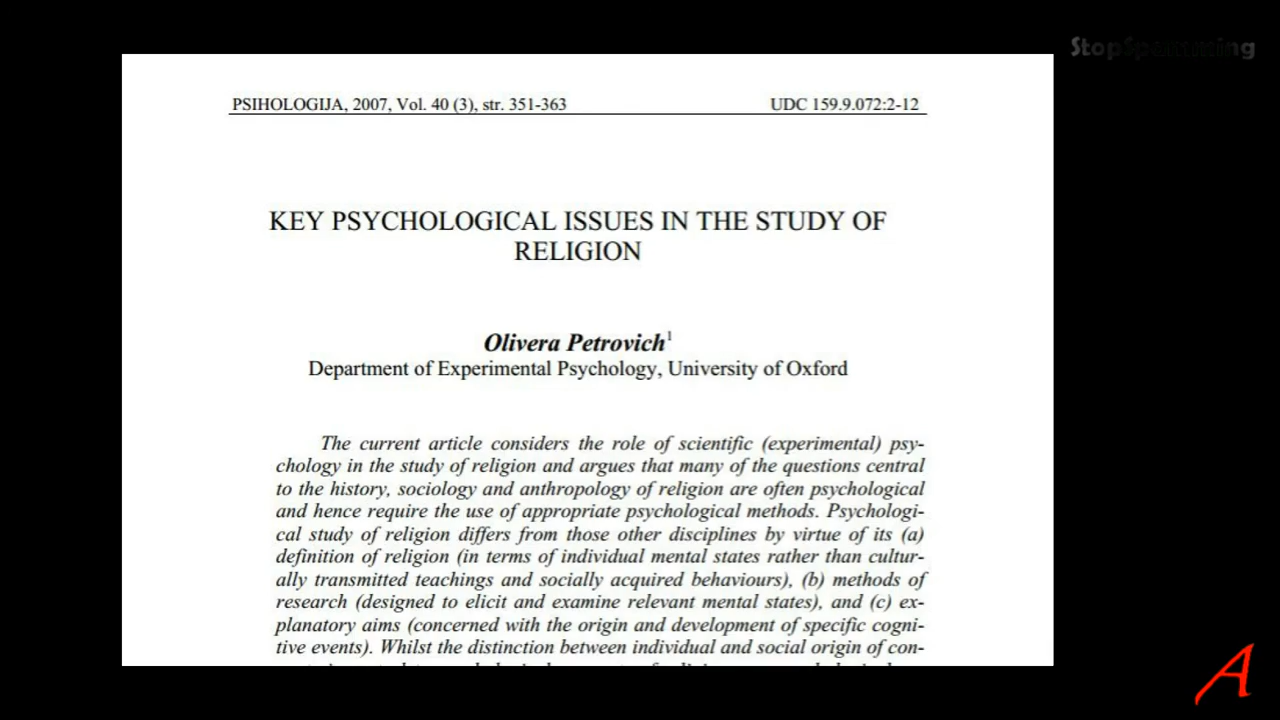 StopSpamming
PSIHOLOGIJA, 2007, Vol. 40 (3), str. 351-363 UDC 159.9.072:2-12
KEY PSYCHOLOGICAL ISSUES IN THE STUDY OF
RELIGION
Olivera Petrovich1
Department of Experimental Psychology, University of Oxford
The current article considers the role of scientific (experimental) psy-
chology in the study of religion and argues that many of the questions central
to the history, sociology and anthropology of religion are often psychological
and hence require the use of appropriate psychological methods. Psychologi-
cal study of religion differs from those other disciplines by virtue of its (a)
definition of religion (in terms of individual mental states rather than cultur-
ally transmitted teachings and socially acquired behaviours), (b) methods of
research (designed to elicit and examine relevant mental states), and (c) ex-
planatory aims (concerned with the origin and development of specific cogni-
tive events). Whilst the distinction between individual and social origin of con-
A